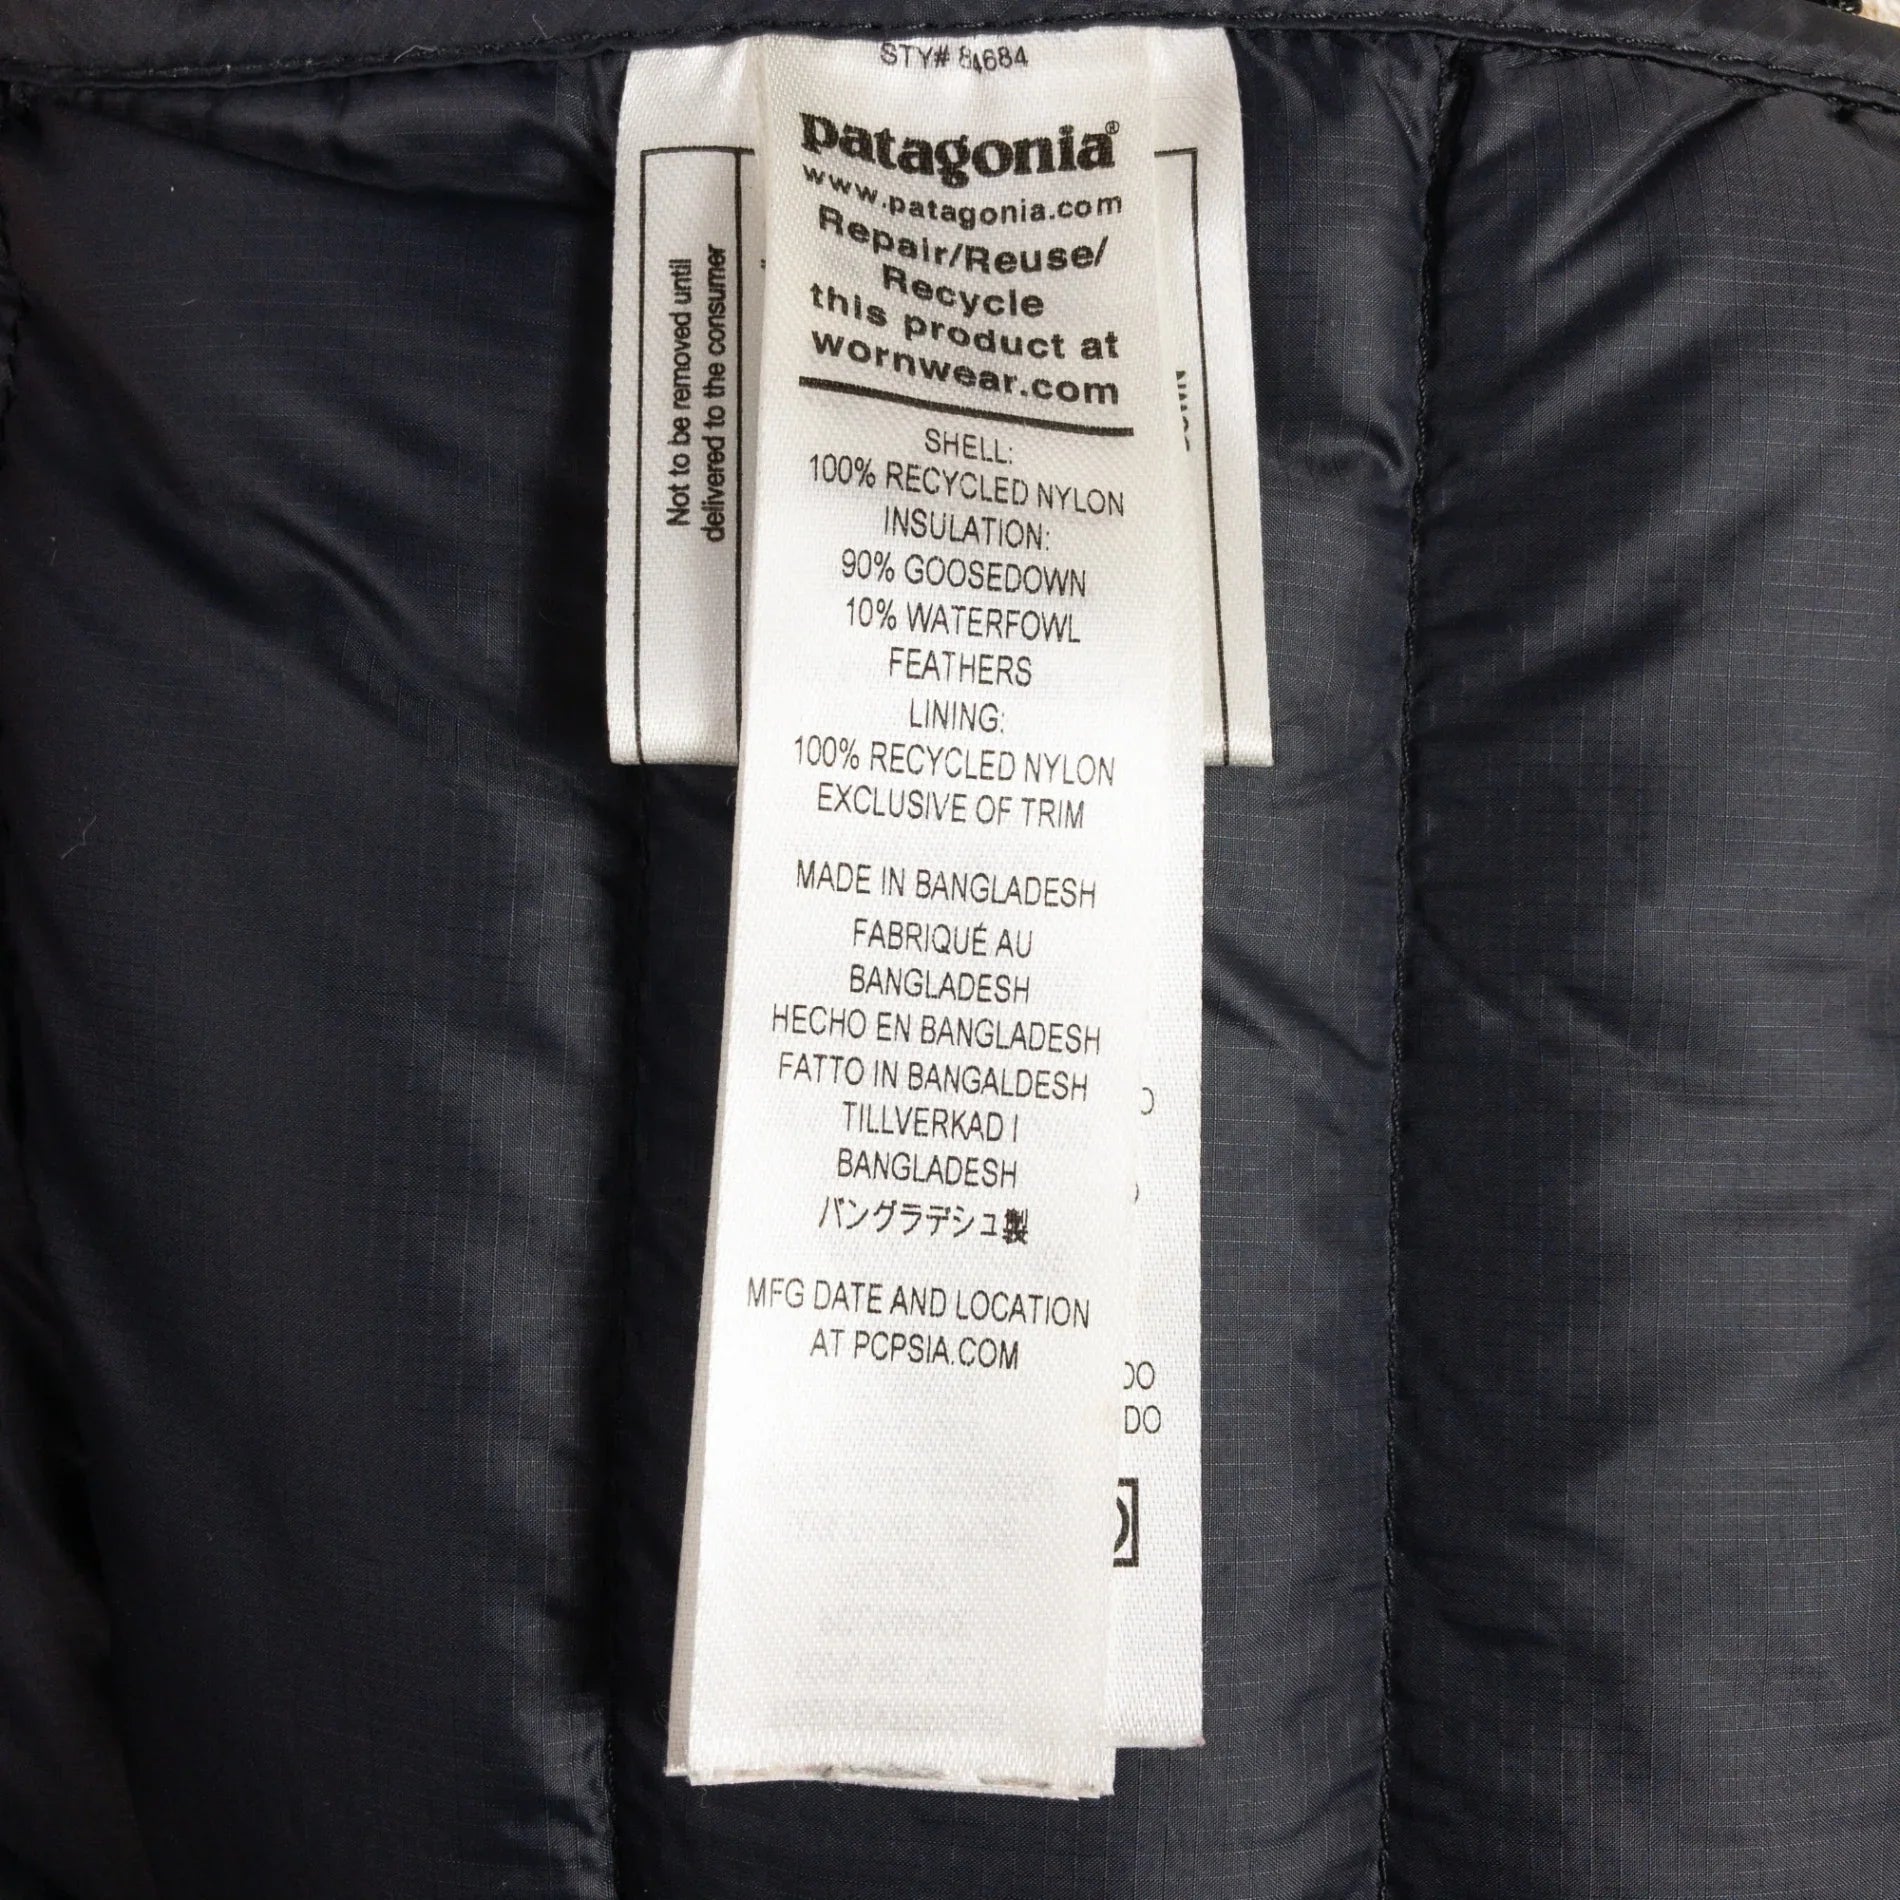 STY# 84684
patagonia®
www.patagonia.com
Repair/Reuse/
Recycle
this product at
wornwear.com
SHELL:
100% RECYCLED NYLON
INSULATION:
90% GOOSEDOWN
10% WATERFOWL
FEATHERS
LINING:
100% RECYCLED NYLON
EXCLUSIVE OF TRIM
MADE IN BANGLADESH
FABRIQUÉ AU
BANGLADESH
HECHO EN BANGLADESH
FATTO IN BANGALDESH
TILLVERKAD I
BANGLADESH
バングラデシュ製
MFG DATE AND LOCATION
AT PCPSIA.COM
Not to be removed until
delivered to the consumer
DO